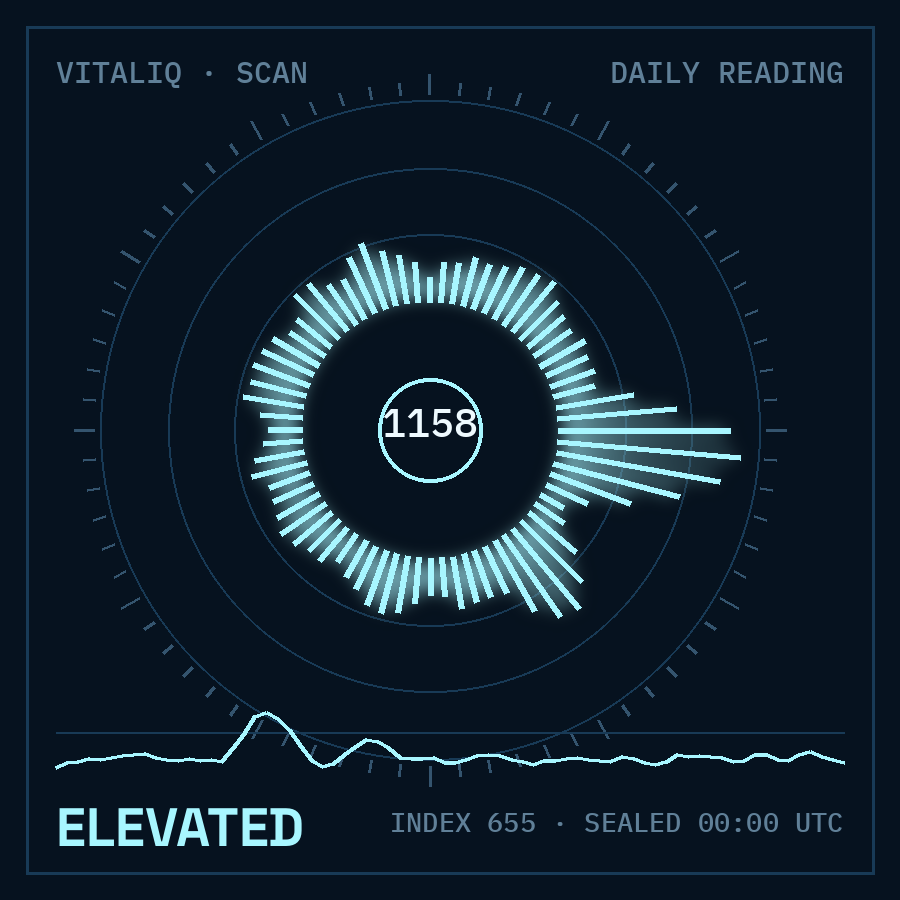 VITALIQ · SCAN
DAILY READING
1158
ELEVATED
INDEX 655 · SEALED 00:00 UTC